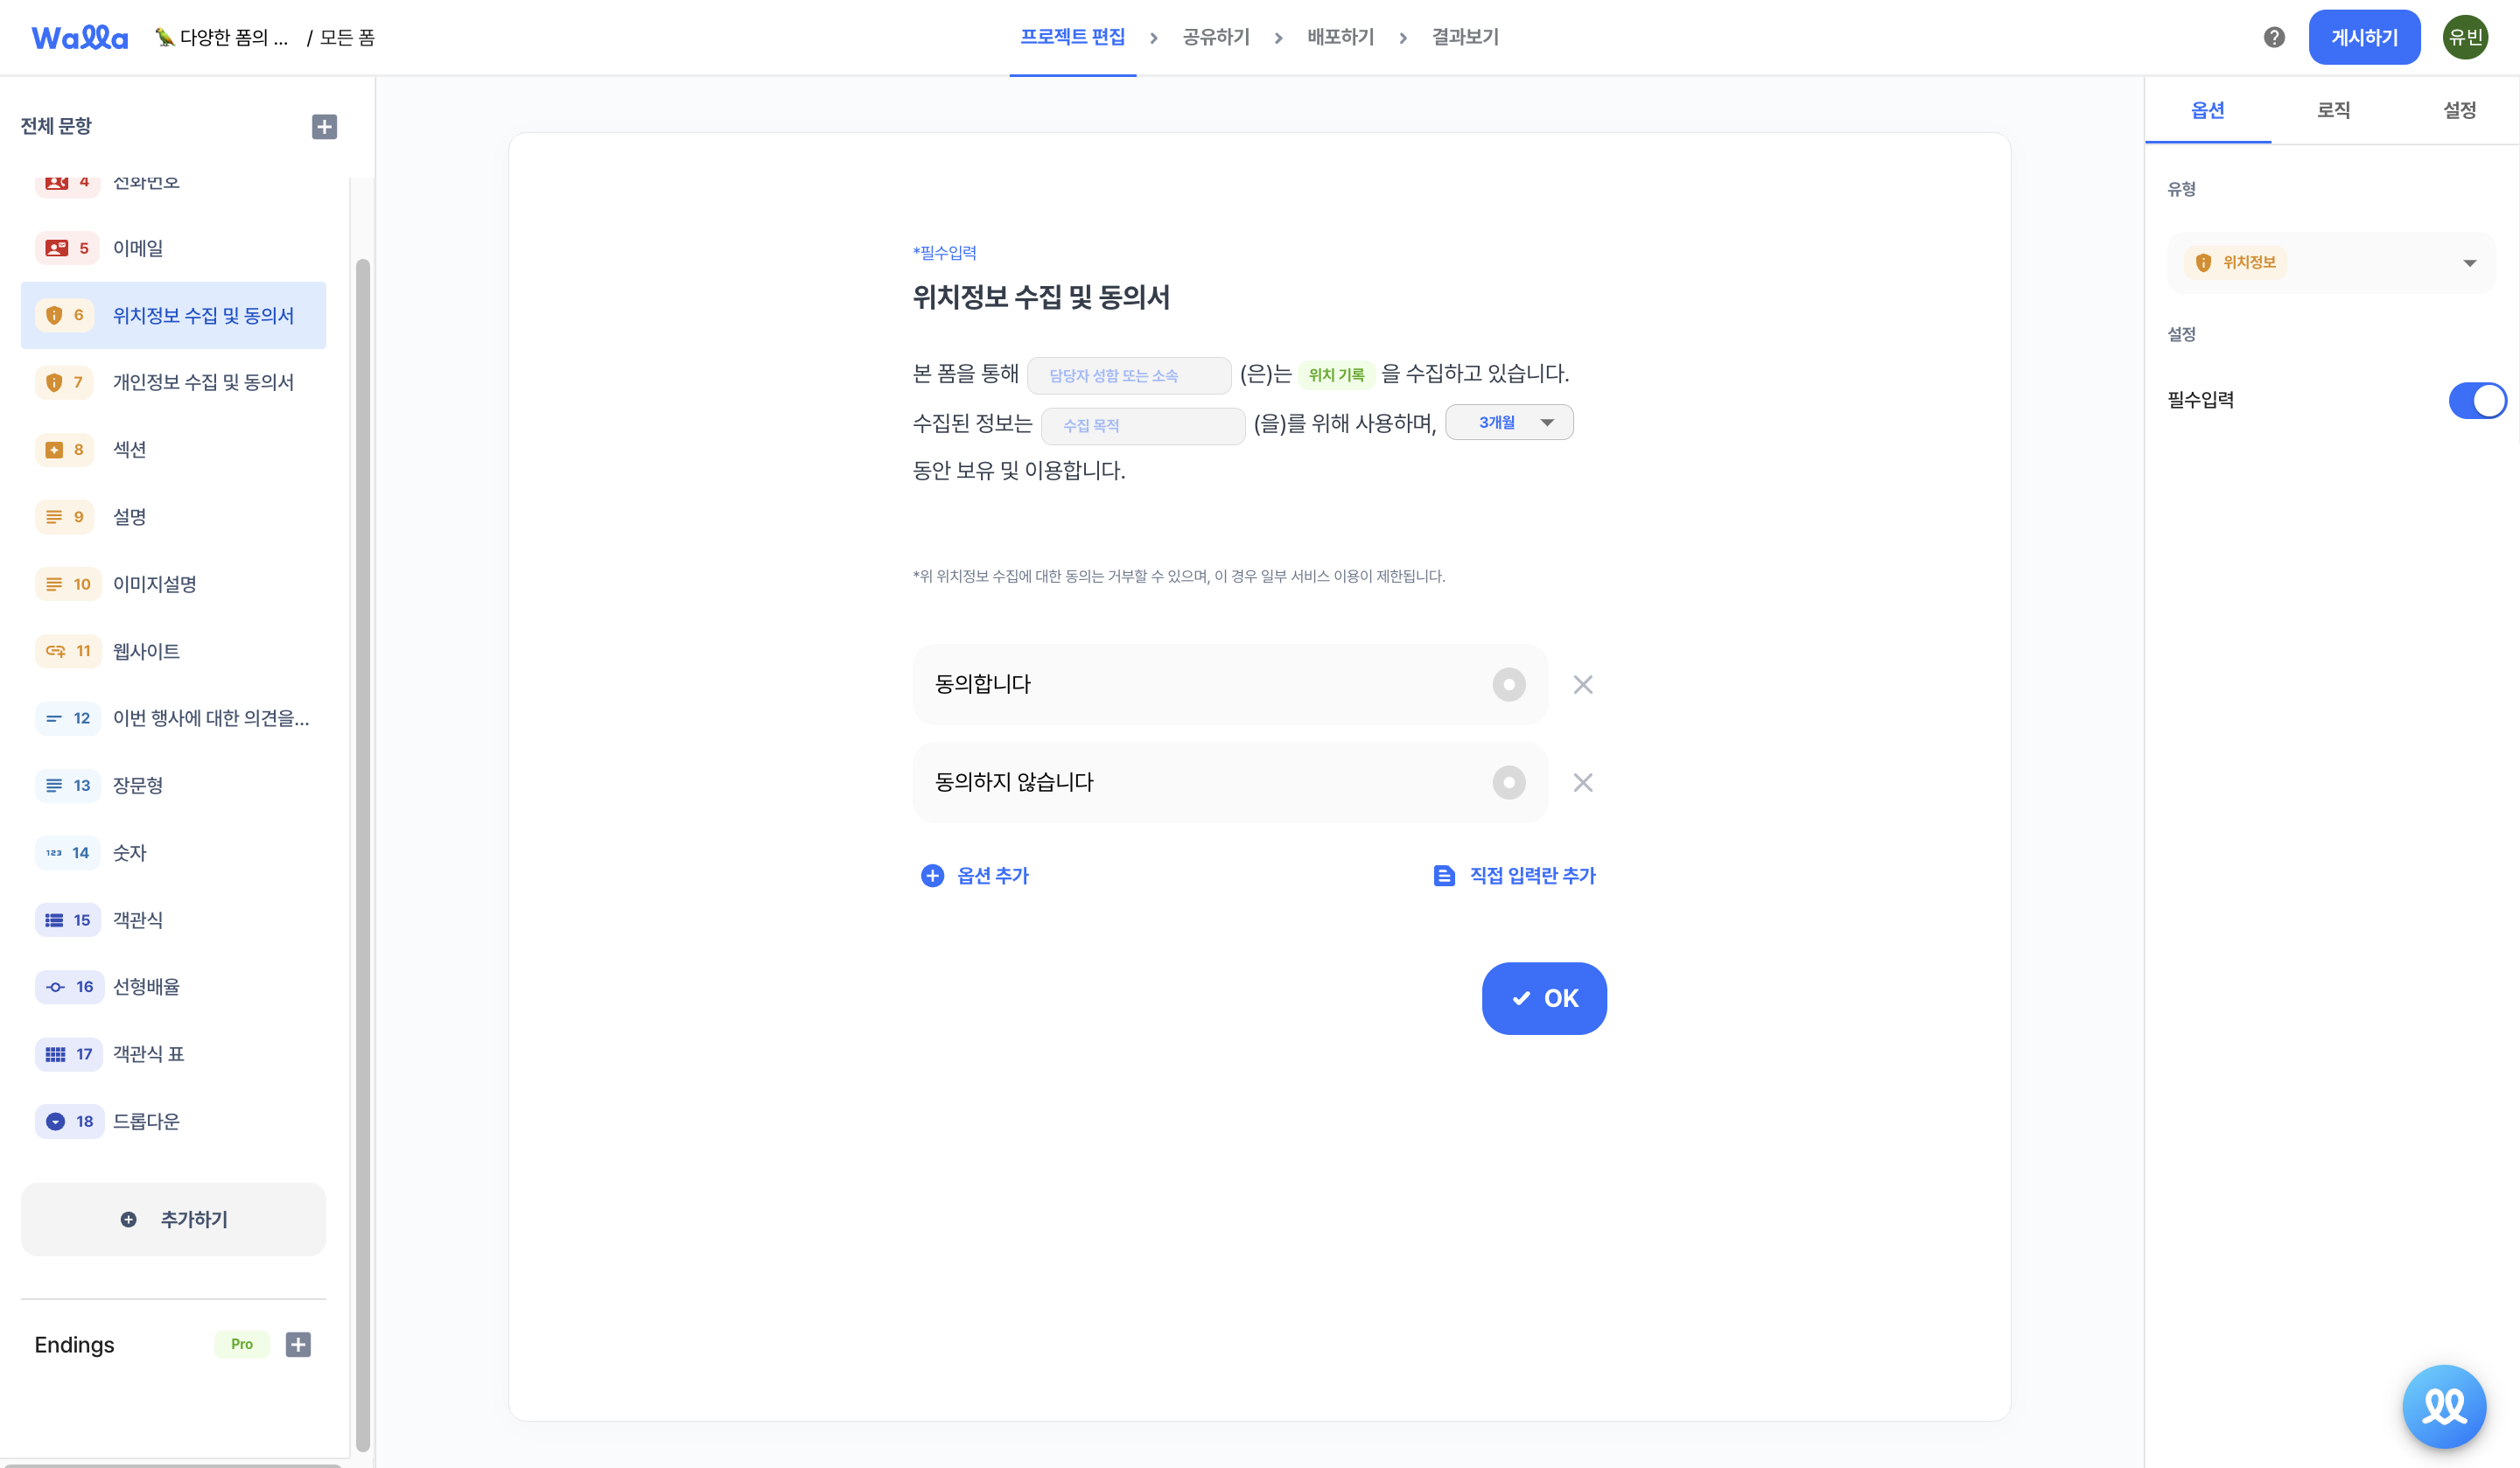 Walla 🦜 다양한 폼의 ... / 모든 폼 프로젝트 편집 > 공유하기 > 배포하기 > 결과보기 게시하기 유빈
전체 문항
4 전화번호
5 이메일
6 위치정보 수집 및 동의서
7 개인정보 수집 및 동의서
8 섹션
9 설명
10 이미지설명
11 웹사이트
12 이번 행사에 대한 의견을...
13 장문형
123 14 숫자
15 객관식
16 선형배율
17 객관식 표
18 드롭다운
추가하기
Endings Pro
*필수입력
위치정보 수집 및 동의서
본 폼을 통해 담당자 성함 또는 소속 (은)는 위치 기록 을 수집하고 있습니다.
수집된 정보는 수집 목적 (을)를 위해 사용하며, 3개월
동안 보유 및 이용합니다.
*위 위치정보 수집에 대한 동의는 거부할 수 있으며, 이 경우 일부 서비스 이용이 제한됩니다.
동의합니다
동의하지 않습니다
옵션 추가 직접 입력란 추가
OK
옵션 로직 설정
유형
위치정보
설정
필수입력